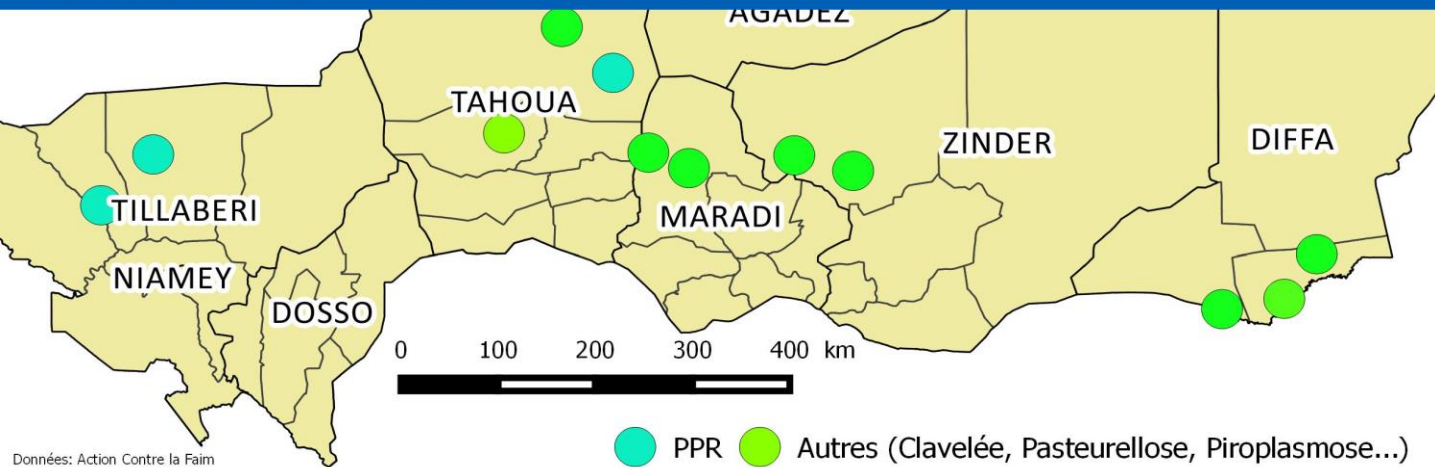 AGADEZ
TAHOUA
ZINDER
DIFFA
TILLABERI
MARADI
NIAMEY
DOSSO
0 100 200 300 400 km
PPR Autres (Clavelée, Pasteurellose, Piroplasmose...)
Données: Action Contre la Faim